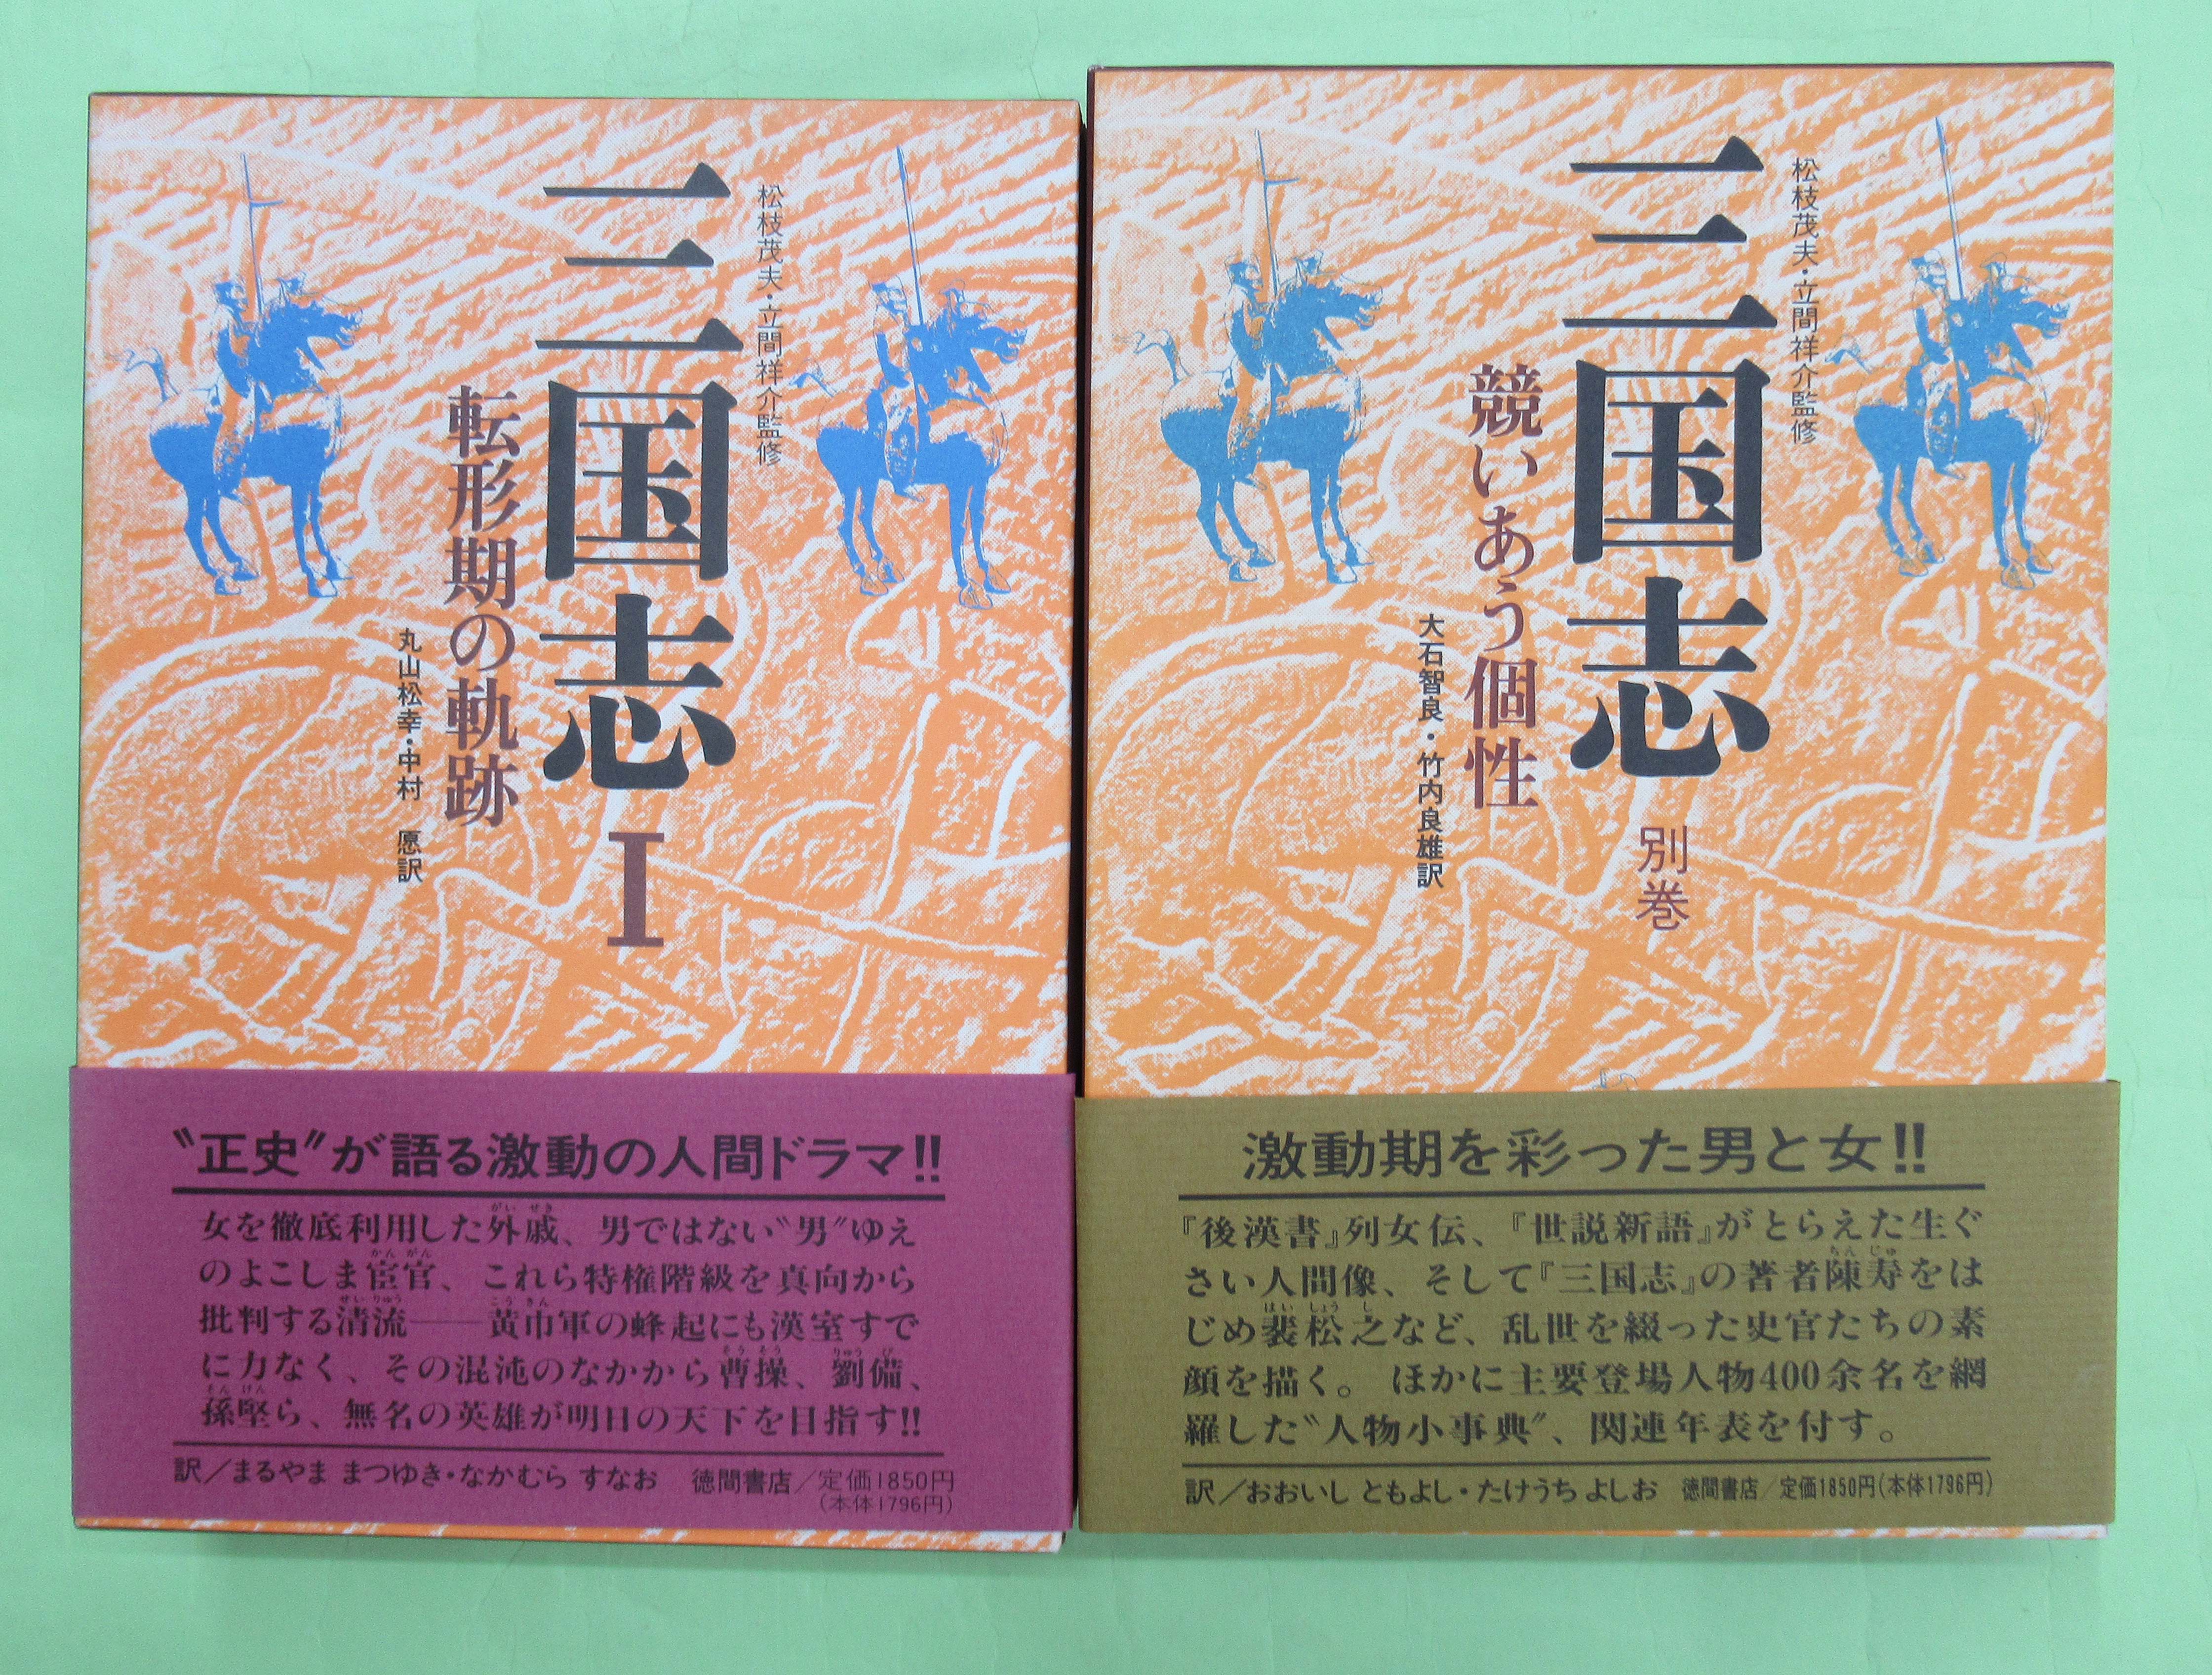 松枝茂夫・立間祥介監修
三国志 I
転形期の軌跡
丸山松幸・中村 愿訳
〝正史〟が語る激動の人間ドラマ!!
女を徹底利用した外戚、男ではない〝男〟ゆえ
のよこしま宦官、これら特権階級を真向から
批判する清流――黄巾軍の蜂起にも漢室すで
に力なく、その混沌のなかから曹操、劉備、
孫堅ら、無名の英雄が明日の天下を目指す!!
訳/まるやま まつゆき・なかむら すなお 徳間書店/定価1850円
(本体1796円)
松枝茂夫・立間祥介監修
三国志 別巻
競いあう個性
大石智良・竹内良雄訳
激動期を彩った男と女!!
『後漢書』列女伝、『世説新語』がとらえた生ぐ
さい人間像、そして『三国志』の著者陳寿をは
じめ裴松之など、乱世を綴った史官たちの素
顔を描く。ほかに主要登場人物400余名を網
羅した〝人物小事典〟、関連年表を付す。
訳/おおいし ともよし・たけうち よしお 徳間書店/定価1850円(本体1796円)